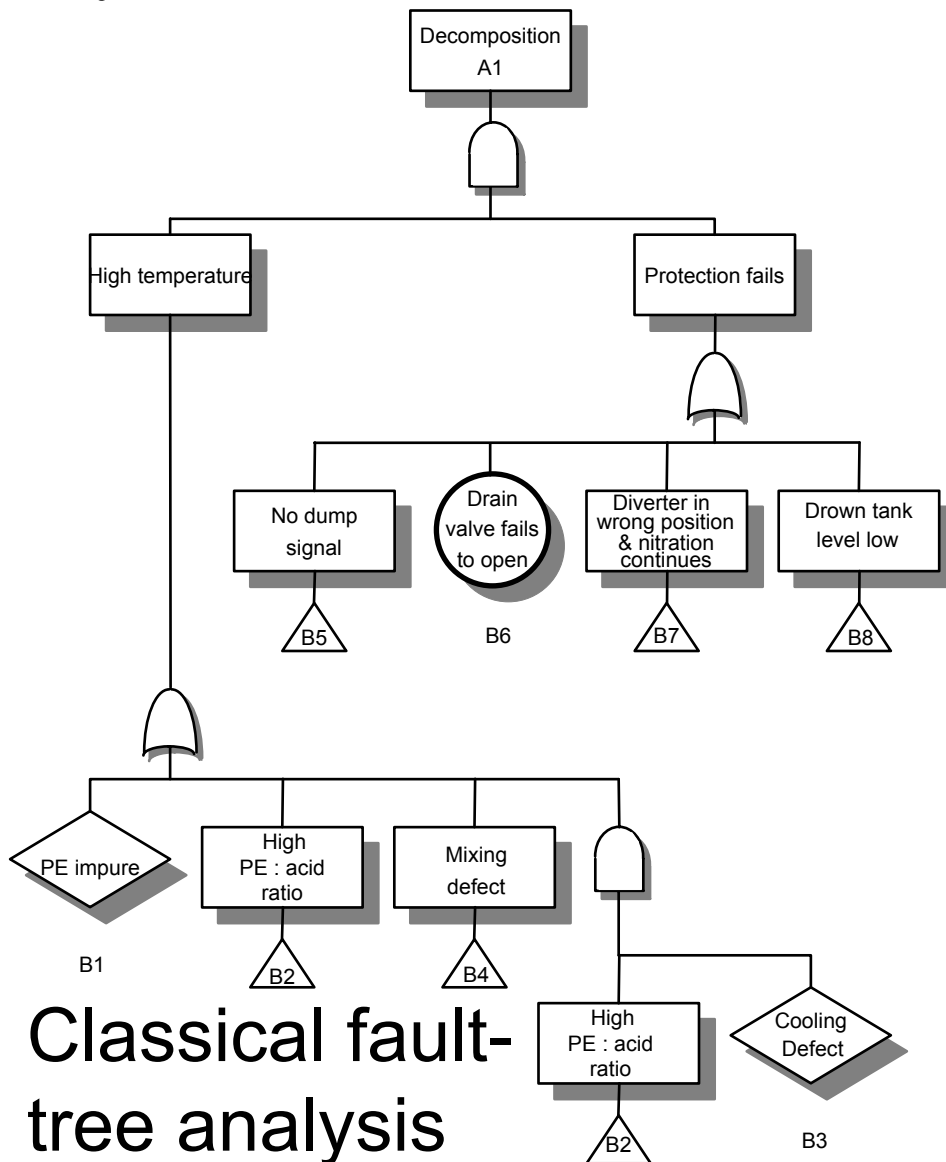 Decomposition
A1
High temperature
Protection fails
No dump
signal
Drain
valve fails
to open
Diverter in
wrong position
& nitration
continues
Drown tank
level low
B5
B6
B7
B8
PE impure
High
PE : acid
ratio
Mixing
defect
B1
B2
B4
High
PE : acid
ratio
Cooling
Defect
B2
B3
Classical fault-
tree analysis